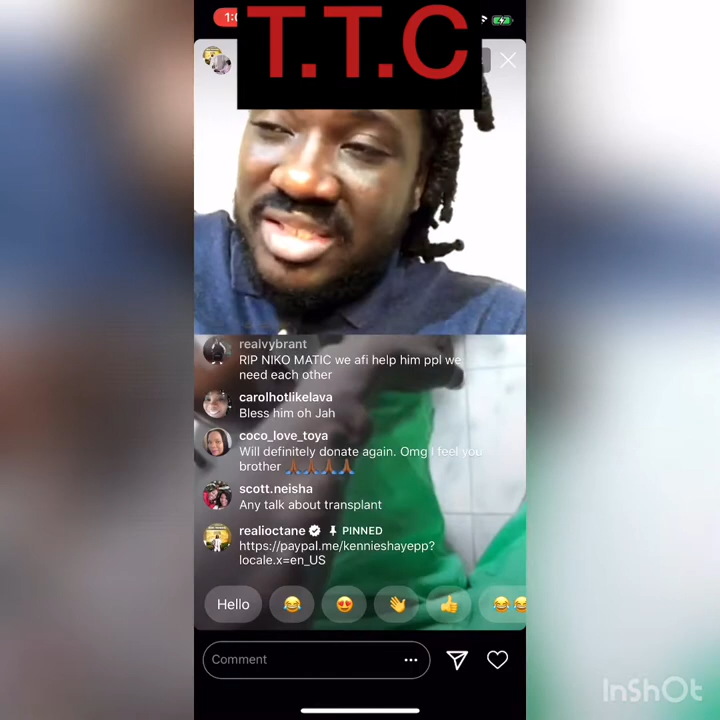 1:0
T.T.C
realvybrant
RIP NIKO MATIC we afi help him ppl we
need each other
carolhotlikelava
Bless him oh Jah
coco_love_toya
Will definitely donate again. Omg I feel you
brother 🙏🏾🙏🏾🙏🏾🙏🏾
scott.neisha
Any talk about transplant
realioctane PINNED
https://paypal.me/kennieshayepp?
locale.x=en_US
Hello 😂 😍 👋 👍 😂😂
Comment ...
InShOt